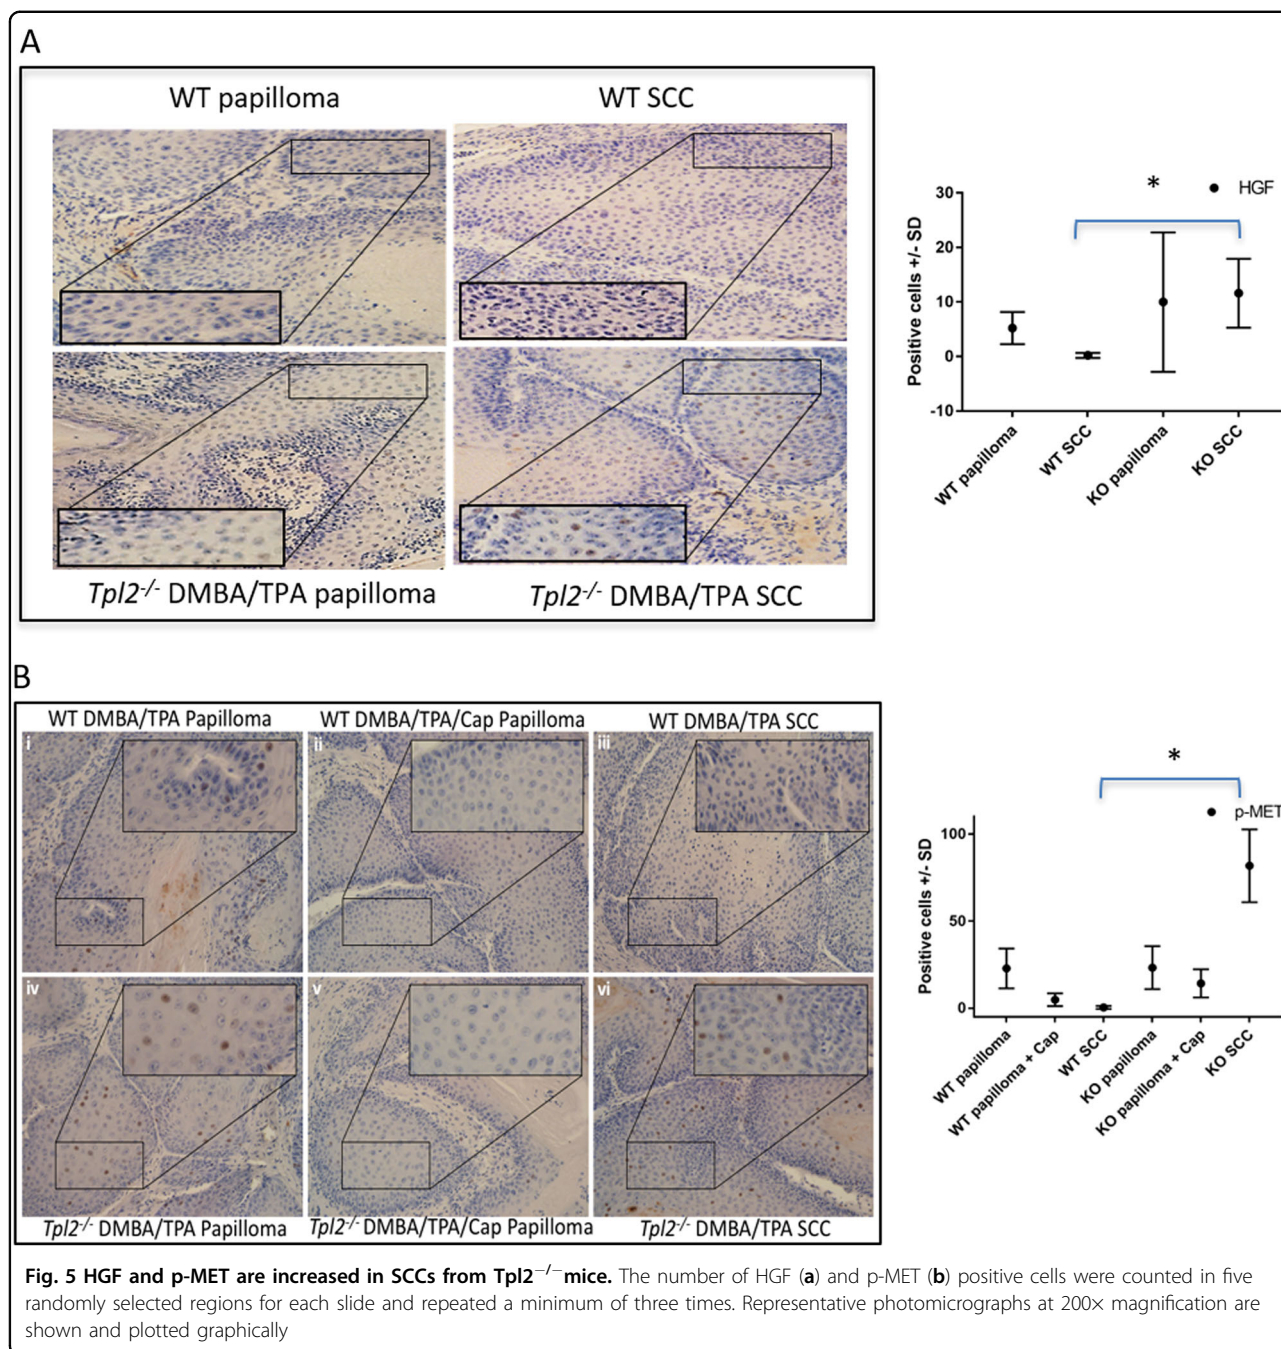 A
WT papilloma
WT SCC
Tpl2-/- DMBA/TPA papilloma
Tpl2-/- DMBA/TPA SCC
Positive cells +/- SD
30
20
10
0
-10
* HGF
WT papilloma
WT SCC
KO papilloma
KO SCC
B
WT DMBA/TPA Papilloma
WT DMBA/TPA/Cap Papilloma
WT DMBA/TPA SCC
i
ii
iii
iv
v
vi
Tpl2-/- DMBA/TPA Papilloma
Tpl2-/- DMBA/TPA/Cap Papilloma
Tpl2-/- DMBA/TPA SCC
Positive cells +/- SD
100
50
0
*
p-MET
WT papilloma
WT papilloma + Cap
WT SCC
KO papilloma
KO papilloma + Cap
KO SCC
Fig. 5 HGF and p-MET are increased in SCCs from Tpl2−/−mice. The number of HGF (a) and p-MET (b) positive cells were counted in five
randomly selected regions for each slide and repeated a minimum of three times. Representative photomicrographs at 200× magnification are
shown and plotted graphically